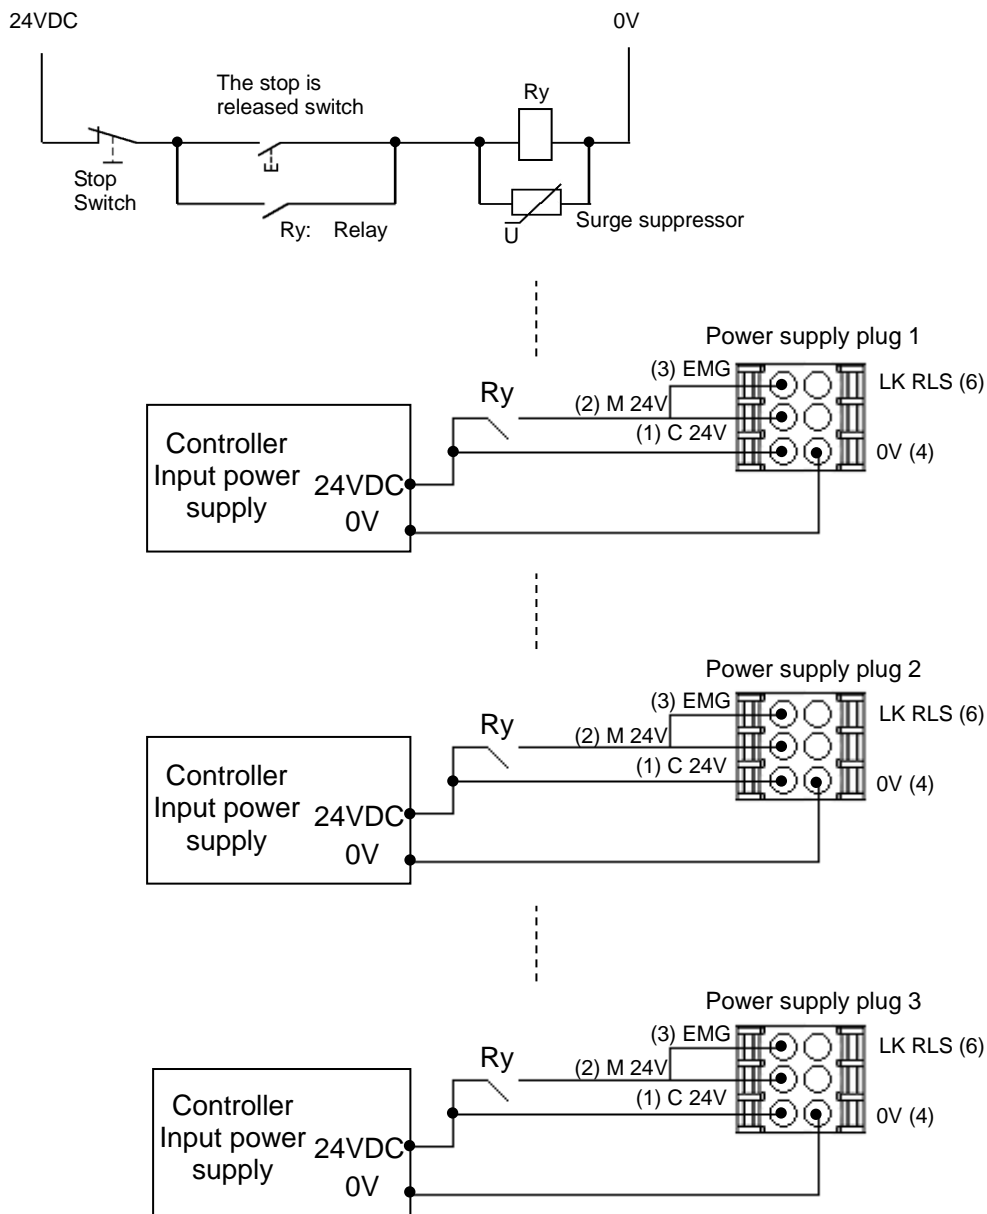 24VDC
0V
The stop is
released switch
Ry
Stop
Switch
Ry: Relay
U
Surge suppressor
Power supply plug 1
(3) EMG
LK RLS (6)
Ry
(2) M 24V
(1) C 24V
0V (4)
Controller
Input power
supply
24VDC
0V
Power supply plug 2
(3) EMG
LK RLS (6)
Ry
(2) M 24V
(1) C 24V
0V (4)
Controller
Input power
supply
24VDC
0V
Power supply plug 3
(3) EMG
LK RLS (6)
Ry
(2) M 24V
(1) C 24V
0V (4)
Controller
Input power
supply
24VDC
0V